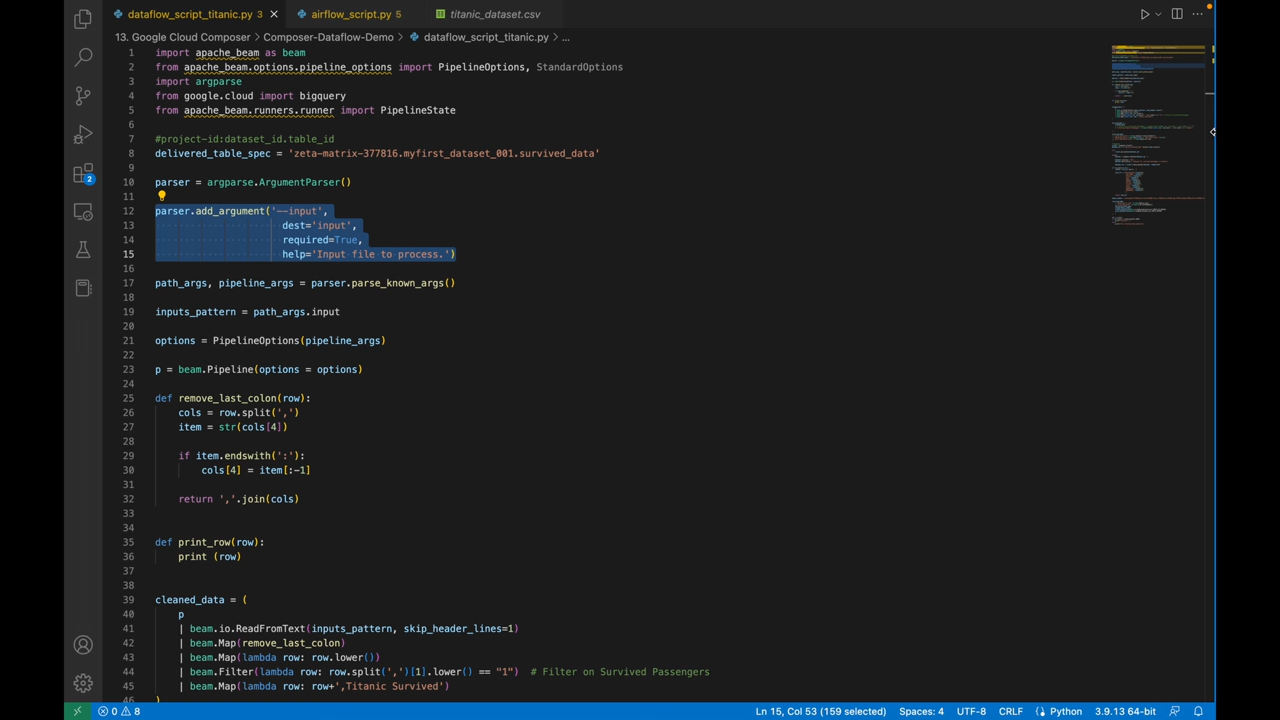 dataflow_script_titanic.py 3 airflow_script.py 5 titanic_dataset.csv
13. Google Cloud Composer > Composer-Dataflow-Demo > dataflow_script_titanic.py > ...
1 import apache_beam as beam
2 from apache_beam.options.pipeline_options import PipelineOptions, StandardOptions
3 import argparse
4 from google.cloud import bigquery
5 from apache_beam.runners.runner import PipelineState
6
7 #project-id:dataset_id.table_id
8 delivered_table_spec = 'zeta-matrix-377816.myfirst_dataset_001.survived_data'
9
10 parser = argparse.ArgumentParser()
11
12 parser.add_argument('--input',
13 dest='input',
14 required=True,
15 help='Input file to process.')
16
17 path_args, pipeline_args = parser.parse_known_args()
18
19 inputs_pattern = path_args.input
20
21 options = PipelineOptions(pipeline_args)
22
23 p = beam.Pipeline(options = options)
24
25 def remove_last_colon(row):
26 cols = row.split(',')
27 item = str(cols[4])
28
29 if item.endswith(':'):
30 cols[4] = item[:-1]
31
32 return ','.join(cols)
33
34
35 def print_row(row):
36 print (row)
37
38
39 cleaned_data = (
40 p
41 | beam.io.ReadFromText(inputs_pattern, skip_header_lines=1)
42 | beam.Map(remove_last_colon)
43 | beam.Map(lambda row: row.lower())
44 | beam.Filter(lambda row: row.split(',')[1].lower() == "1") # Filter on Survived Passengers
45 | beam.Map(lambda row: row+',Titanic Survived')
46 )
2
0 8 Ln 15, Col 53 (159 selected) Spaces: 4 UTF-8 CRLF Python 3.9.13 64-bit